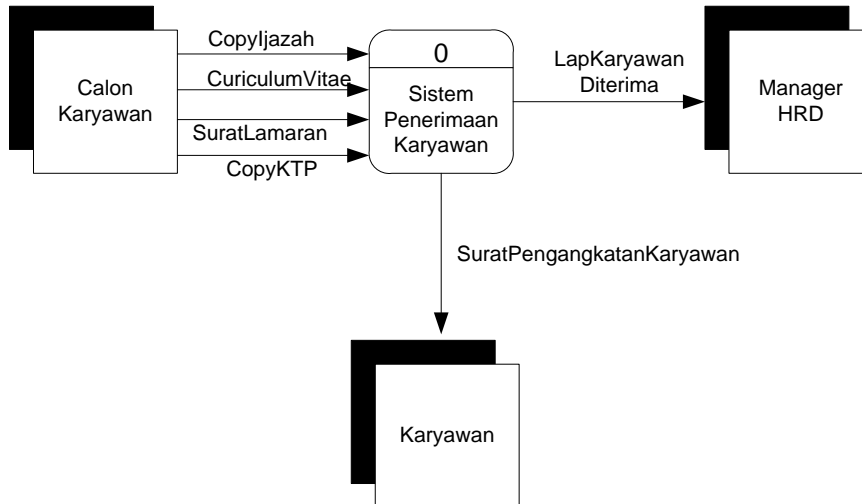 Calon
Karyawan
CopyIjazah
CuriculumVitae
SuratLamaran
CopyKTP
0
Sistem
Penerimaan
Karyawan
LapKaryawan
Diterima
Manager
HRD
SuratPengangkatanKaryawan
Karyawan